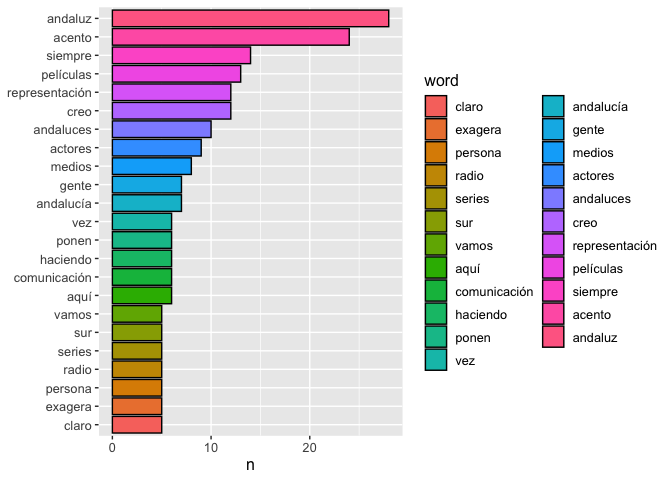 andaluz
acento
siempre
películas
representación
creo
andaluces
actores
medios
gente
andalucía
vez
ponen
haciendo
comunicación
aquí
vamos
sur
series
radio
persona
exagera
claro
0 10 20
n
word
claro
exagera
persona
radio
series
sur
vamos
aquí
comunicación
haciendo
ponen
vez
andalucía
gente
medios
actores
andaluces
creo
representación
películas
siempre
acento
andaluz